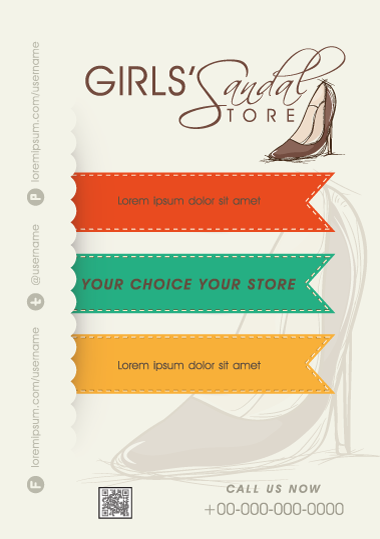 GIRLS' Sandal
STORE
Lorem ipsum dolor sit amet
YOUR CHOICE YOUR STORE
Lorem ipsum dolor sit amet
CALL US NOW
+00-000-000-0000
P loremipsum.com/username
t @username
F loremipsum.com/username